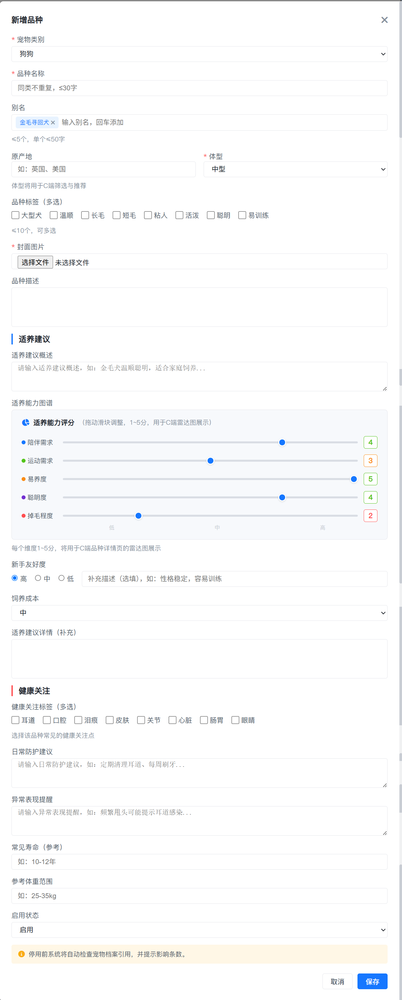 新增品种
* 宠物类别
狗狗
* 品种名称
同类不重复，≤30字
别名
金毛寻回犬 输入别名，回车添加
≤5个，单个≤50字
原产地 * 体型
如：英国、美国 中型
体型将用于C端筛选与推荐
品种标签（多选）
大型犬 温顺 长毛 短毛 粘人 活泼 聪明 易训练
≤10个，可多选
* 封面图片
选择文件 未选择文件
品种描述
适养建议
适养建议概述
请输入适养建议概述，如：金毛犬温顺聪明，适合家庭饲养...
适养能力图谱
适养能力评分 （拖动滑块调整，1~5分，用于C端雷达图展示）
陪伴需求 4
运动需求 3
易养度 5
聪明度 4
掉毛程度 2
低 中 高
每个维度1~5分，将用于C端品种详情页的雷达图展示
新手友好度
高 中 低 补充描述（选填），如：性格稳定，容易训练
饲养成本
中
适养建议详情（补充）
健康关注
健康关注标签（多选）
耳道 口腔 泪痕 皮肤 关节 心脏 肠胃 眼睛
选择该品种常见的健康关注点
日常防护建议
请输入日常防护建议，如：定期清理耳道、每周刷牙...
异常表现提醒
请输入异常表现提醒，如：频繁甩头可能提示耳道感染...
常见寿命（参考）
如：10-12年
参考体重范围
如：25-35kg
启用状态
启用
停用前系统将自动检查宠物档案引用，并提示影响条数。
取消 保存